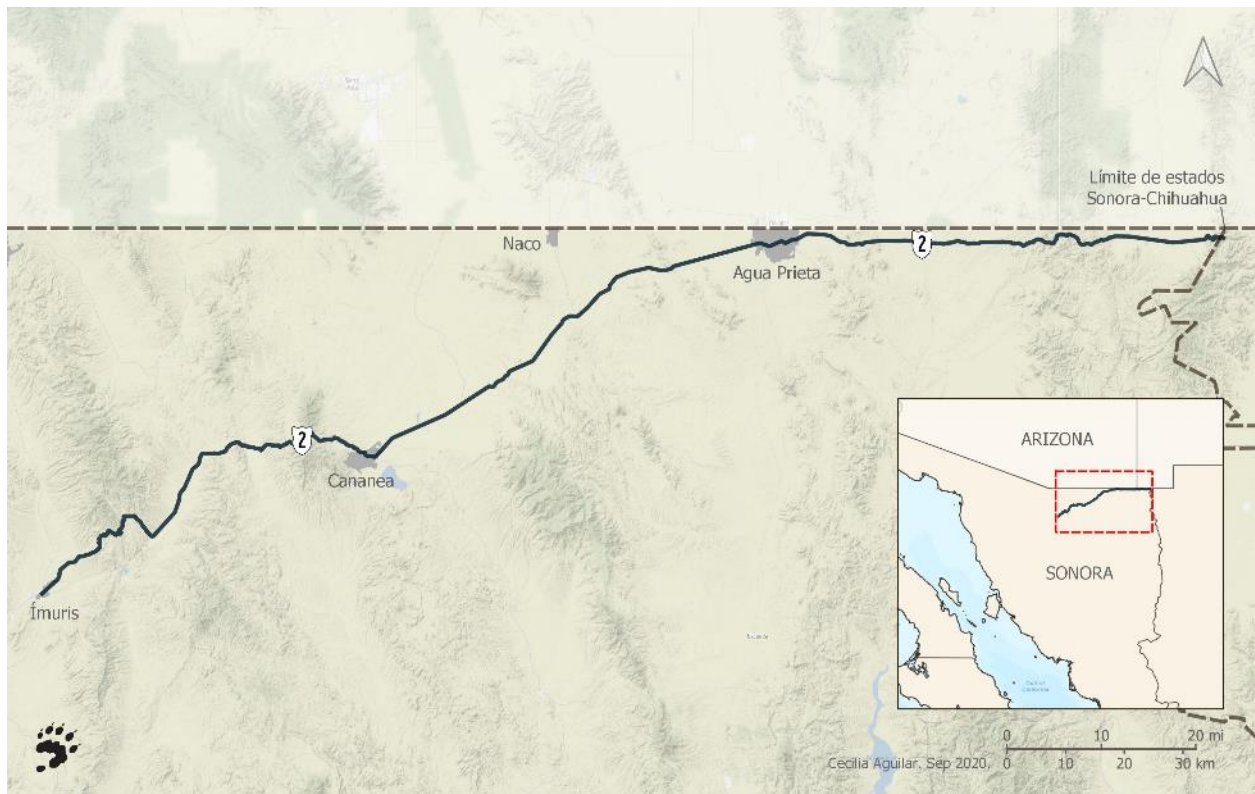 Límite de estados
Sonora-Chihuahua
Naco
2
Agua Prieta
2
Cananea
Ímuris
ARIZONA
SONORA
0 10 20 mi
Cecilia Aguilar. Sep 2020.
0 10 20 30 km